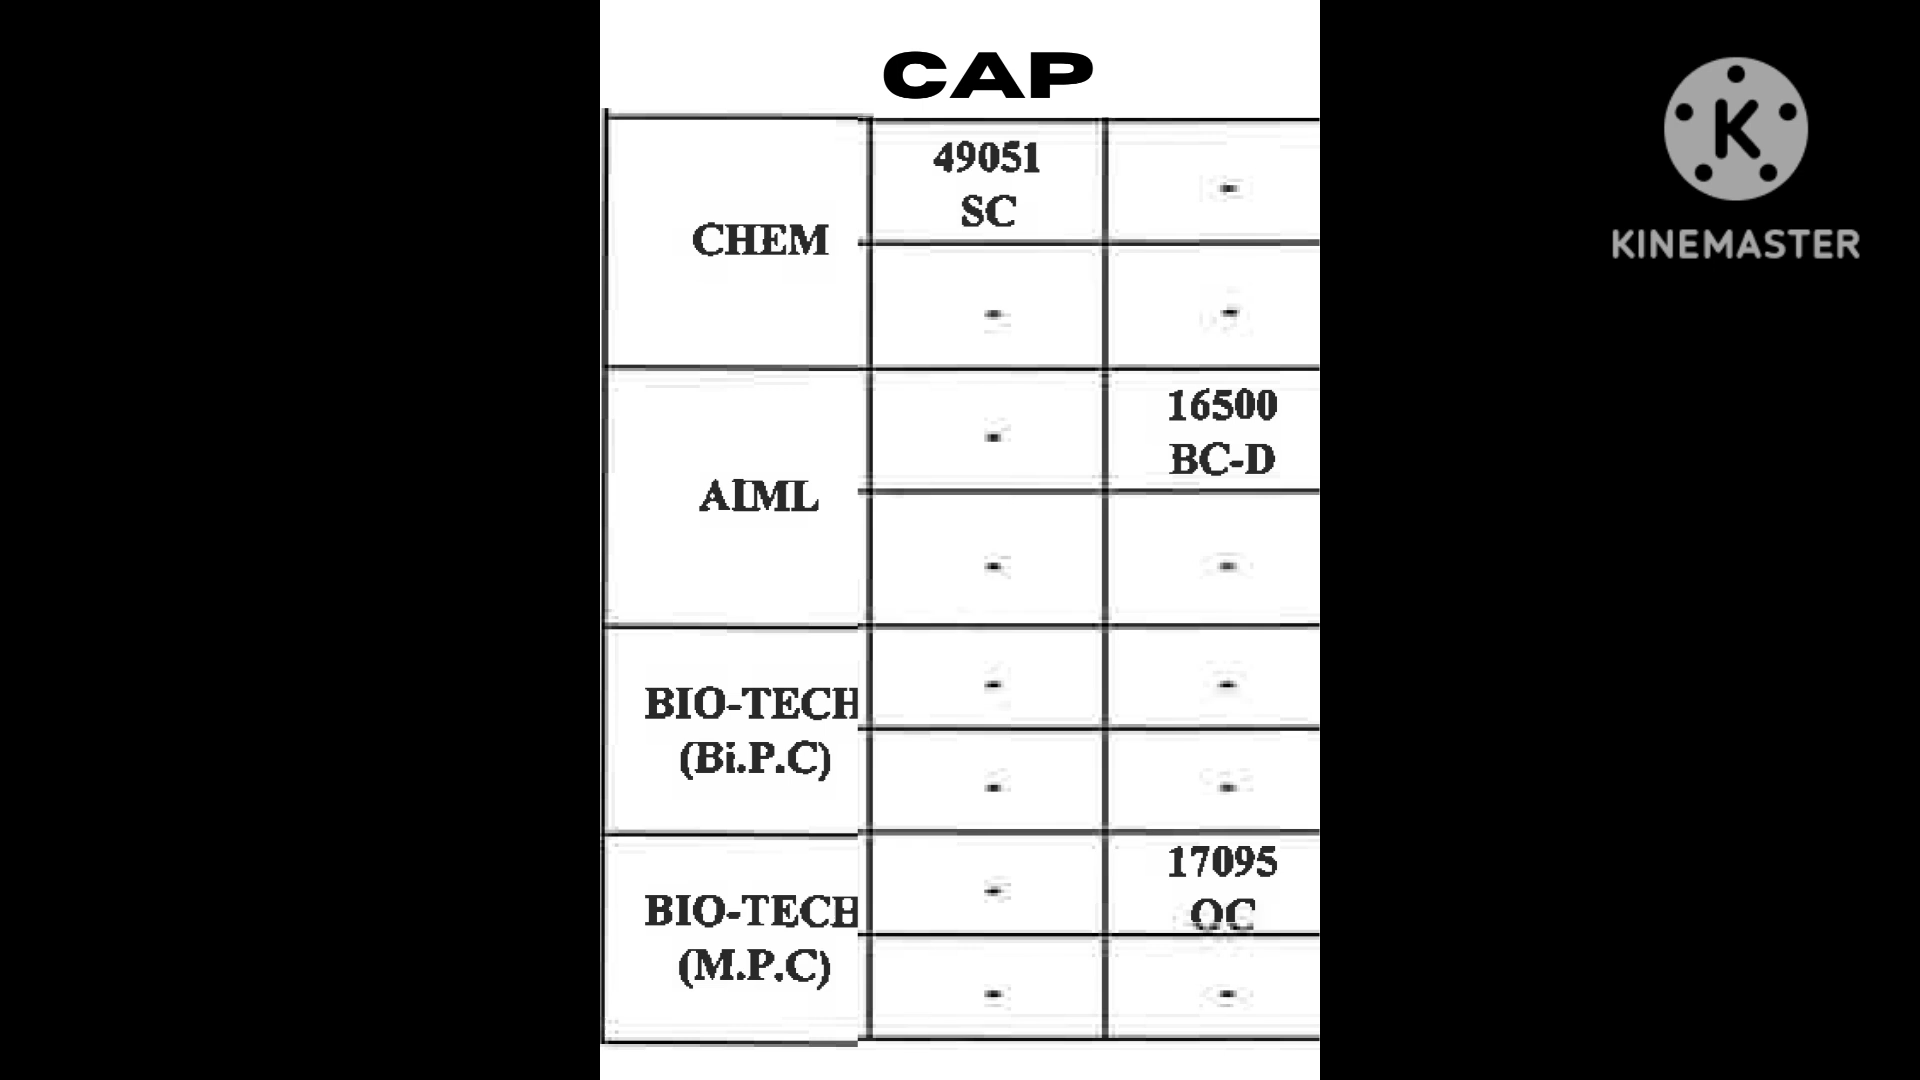 CAP
49051
SC
-
CHEM
-
-
-
16500
BC-D
AIML
-
-
-
-
BIO-TECH
(Bi.P.C)
-
-
-
17095
OC
BIO-TECH
(M.P.C)
-
-
K
KINEMASTER